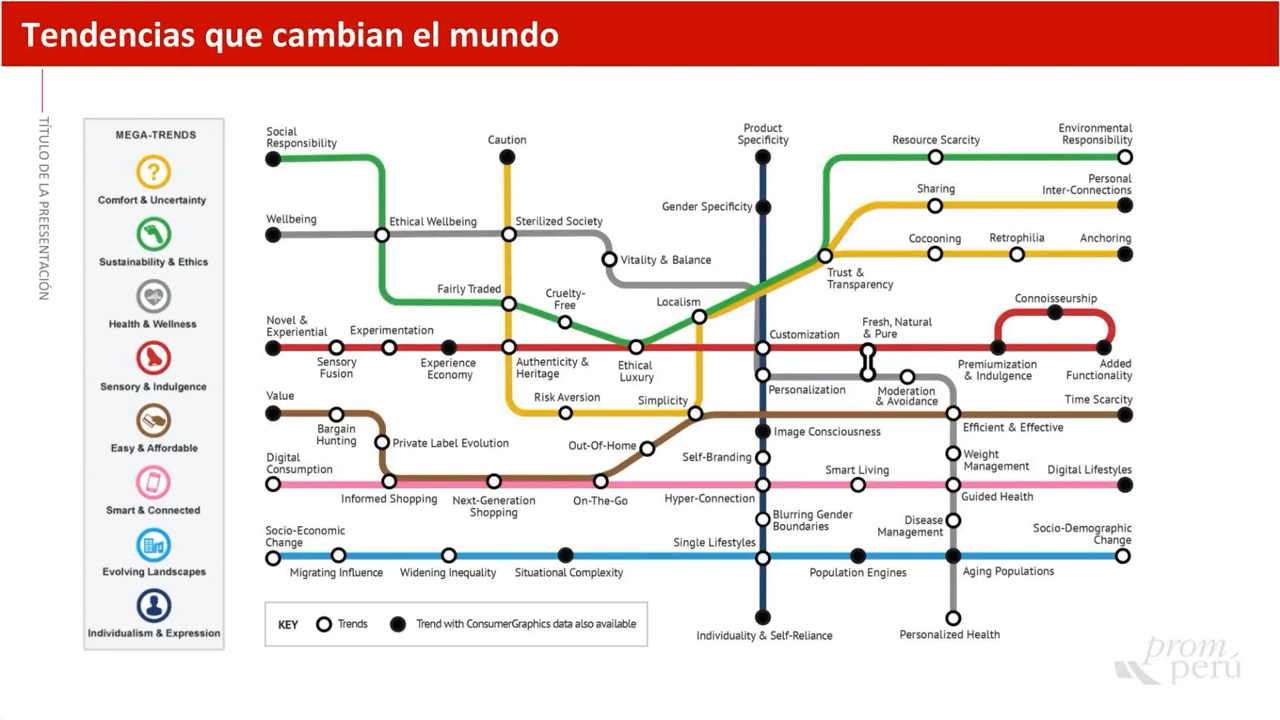 Tendencias que cambian el mundo
TÍTULO DE LA PREESENTACIÓN
MEGA-TRENDS
Comfort & Uncertainty
Sustainability & Ethics
Health & Wellness
Sensory & Indulgence
Easy & Affordable
Smart & Connected
Evolving Landscapes
Individualism & Expression
Social
Responsibility
Caution
Product
Specificity
Resource Scarcity
Environmental
Responsibility
Personal
Inter-Connections
Sharing
Gender Specificity
Wellbeing
Ethical Wellbeing
Sterilized Society
Vitality & Balance
Cocooning
Retrophilia
Anchoring
Trust &
Transparency
Fairly Traded
Cruelty-
Free
Localism
Connoisseurship
Novel &
Experiential
Experimentation
Customization
Fresh, Natural
& Pure
Sensory
Fusion
Experience
Economy
Authenticity &
Heritage
Ethical
Luxury
Premiumization
& Indulgence
Added
Functionality
Personalization
Moderation
& Avoidance
Value
Risk Aversion
Simplicity
Time Scarcity
Bargain
Hunting
Private Label Evolution
Out-Of-Home
Image Consciousness
Efficient & Effective
Self-Branding
Weight
Management
Digital
Consumption
Smart Living
Digital Lifestyles
Informed Shopping
Next-Generation
Shopping
On-The-Go
Hyper-Connection
Guided Health
Blurring Gender
Boundaries
Disease
Management
Socio-Economic
Change
Single Lifestyles
Socio-Demographic
Change
Migrating Influence
Widening Inequality
Situational Complexity
Population Engines
Aging Populations
KEY
Trends
Trend with ConsumerGraphics data also available
Individuality & Self-Reliance
Personalized Health
prom
perú